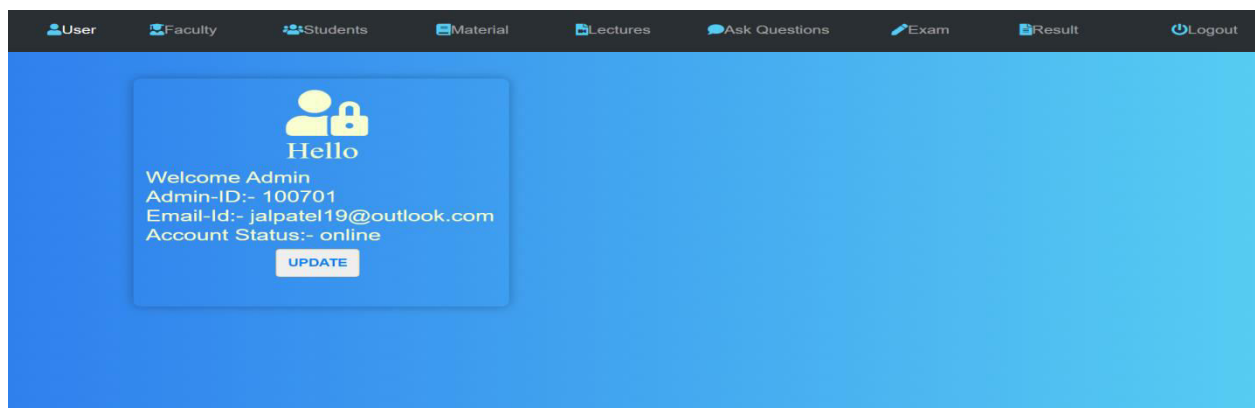 User Faculty Students Material Lectures Ask Questions Exam Result Logout
Hello
Welcome Admin
Admin-ID:- 100701
Email-Id:- jalpatel19@outlook.com
Account Status:- online
UPDATE